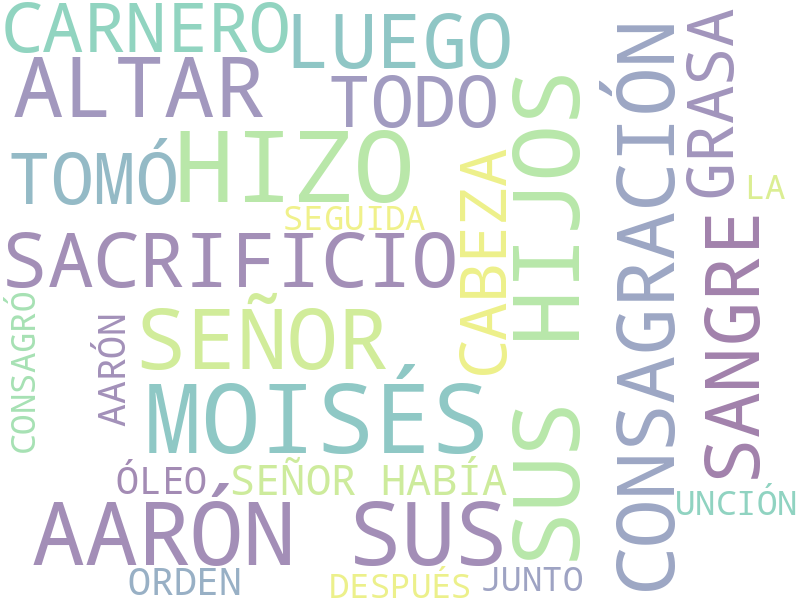 CARNERO
LUEGO
ALTAR
TODO
TOMÓ
HIZO
SEGUIDA
SACRIFICIO
CABEZA
SUS HIJOS
CONSAGRACIÓN
GRASA
LA
SANGRE
CONSAGRÓ
AARÓN
SEÑOR
MOISÉS
ÓLEO
SEÑOR HABÍA
UNCIÓN
AARÓN SUS
ORDEN
DESPUÉS
JUNTO